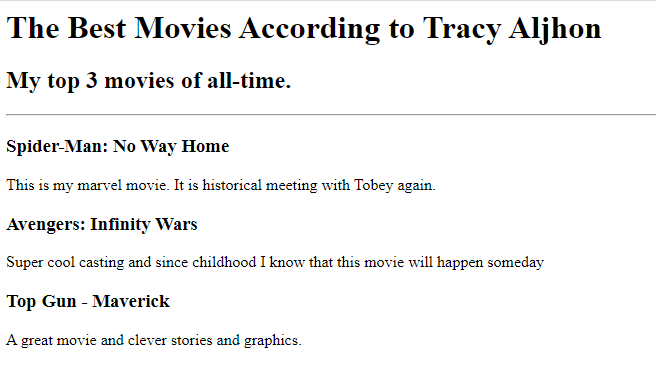 The Best Movies According to Tracy Aljhon
My top 3 movies of all-time.
Spider-Man: No Way Home
This is my marvel movie. It is historical meeting with Tobey again.
Avengers: Infinity Wars
Super cool casting and since childhood I know that this movie will happen someday
Top Gun - Maverick
A great movie and clever stories and graphics.